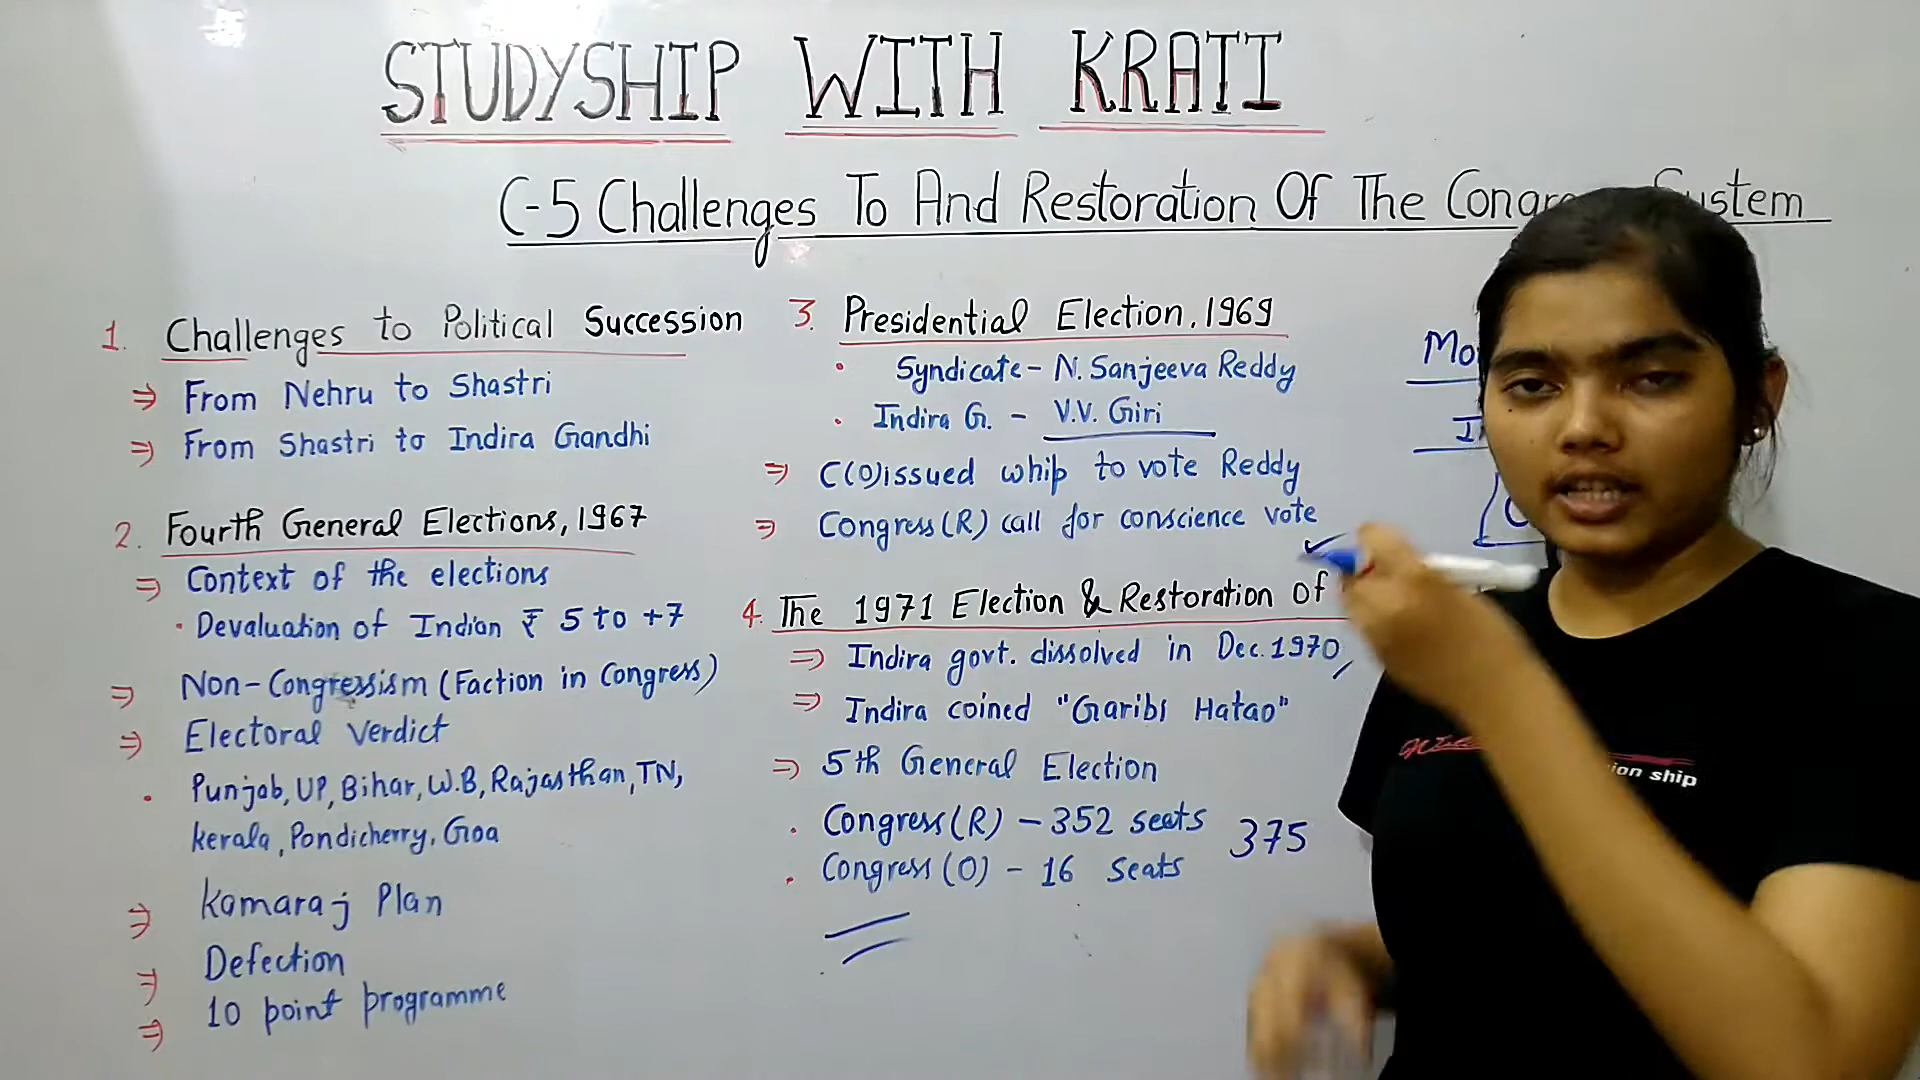 STUDYSHIP WITH KRATI
C-5 Challenges To And Restoration Of The System
1. Challenges to Political Succession
⇒ From Nehru to Shastri
⇒ From Shastri to Indira Gandhi
2. Fourth General Elections, 1967
⇒ Context of the elections
• Devaluation of Indian ₹ 5 to +7
⇒ Non-Congressism (Faction in Congress)
⇒ Electoral Verdict
• Punjab, UP, Bihar, W.B, Rajasthan, TN,
Kerala, Pondicherry, Goa
⇒ Kamaraj Plan
⇒ Defection
⇒ 10 point programme
3. Presidential Election, 1969
• Syndicate - N. Sanjeeva Reddy
• Indira G. - V.V. Giri
⇒ C(O) issued whip to vote Reddy
⇒ Congress (R) call for conscience vote
4. The 1971 Election & Restoration of
⇒ Indira govt. dissolved in Dec. 1970,
⇒ Indira coined "Garibi Hatao"
⇒ 5th General Election
• Congress (R) - 352 seats 375
• Congress (O) - 16 seats
ion ship